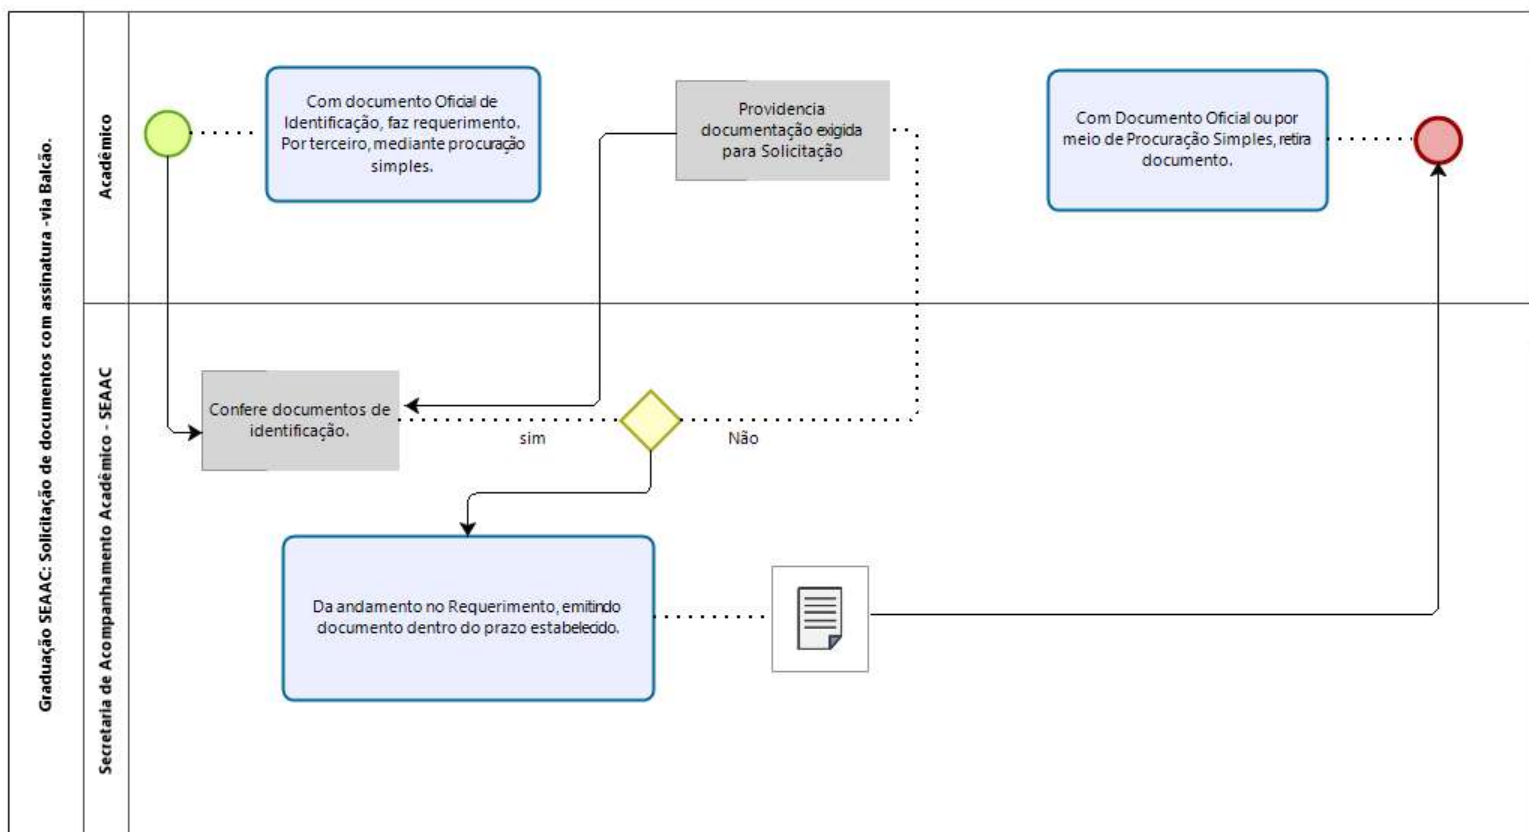 Graduação SEAAC: Solicitação de documentos com assinatura -via Balcão.
Acadêmico
Com documento Oficial de
Identificação, faz requerimento.
Por terceiro, mediante procuração
simples.
Providencia
documentação exigida
para Solicitação
Com Documento Oficial ou por
meio de Procuração Simples, retira
documento.
Secretaria de Acompanhamento Acadêmico - SEAAC
Confere documentos de
identificação.
sim
Não
Da andamento no Requerimento, emitindo
documento dentro do prazo estabelecido.